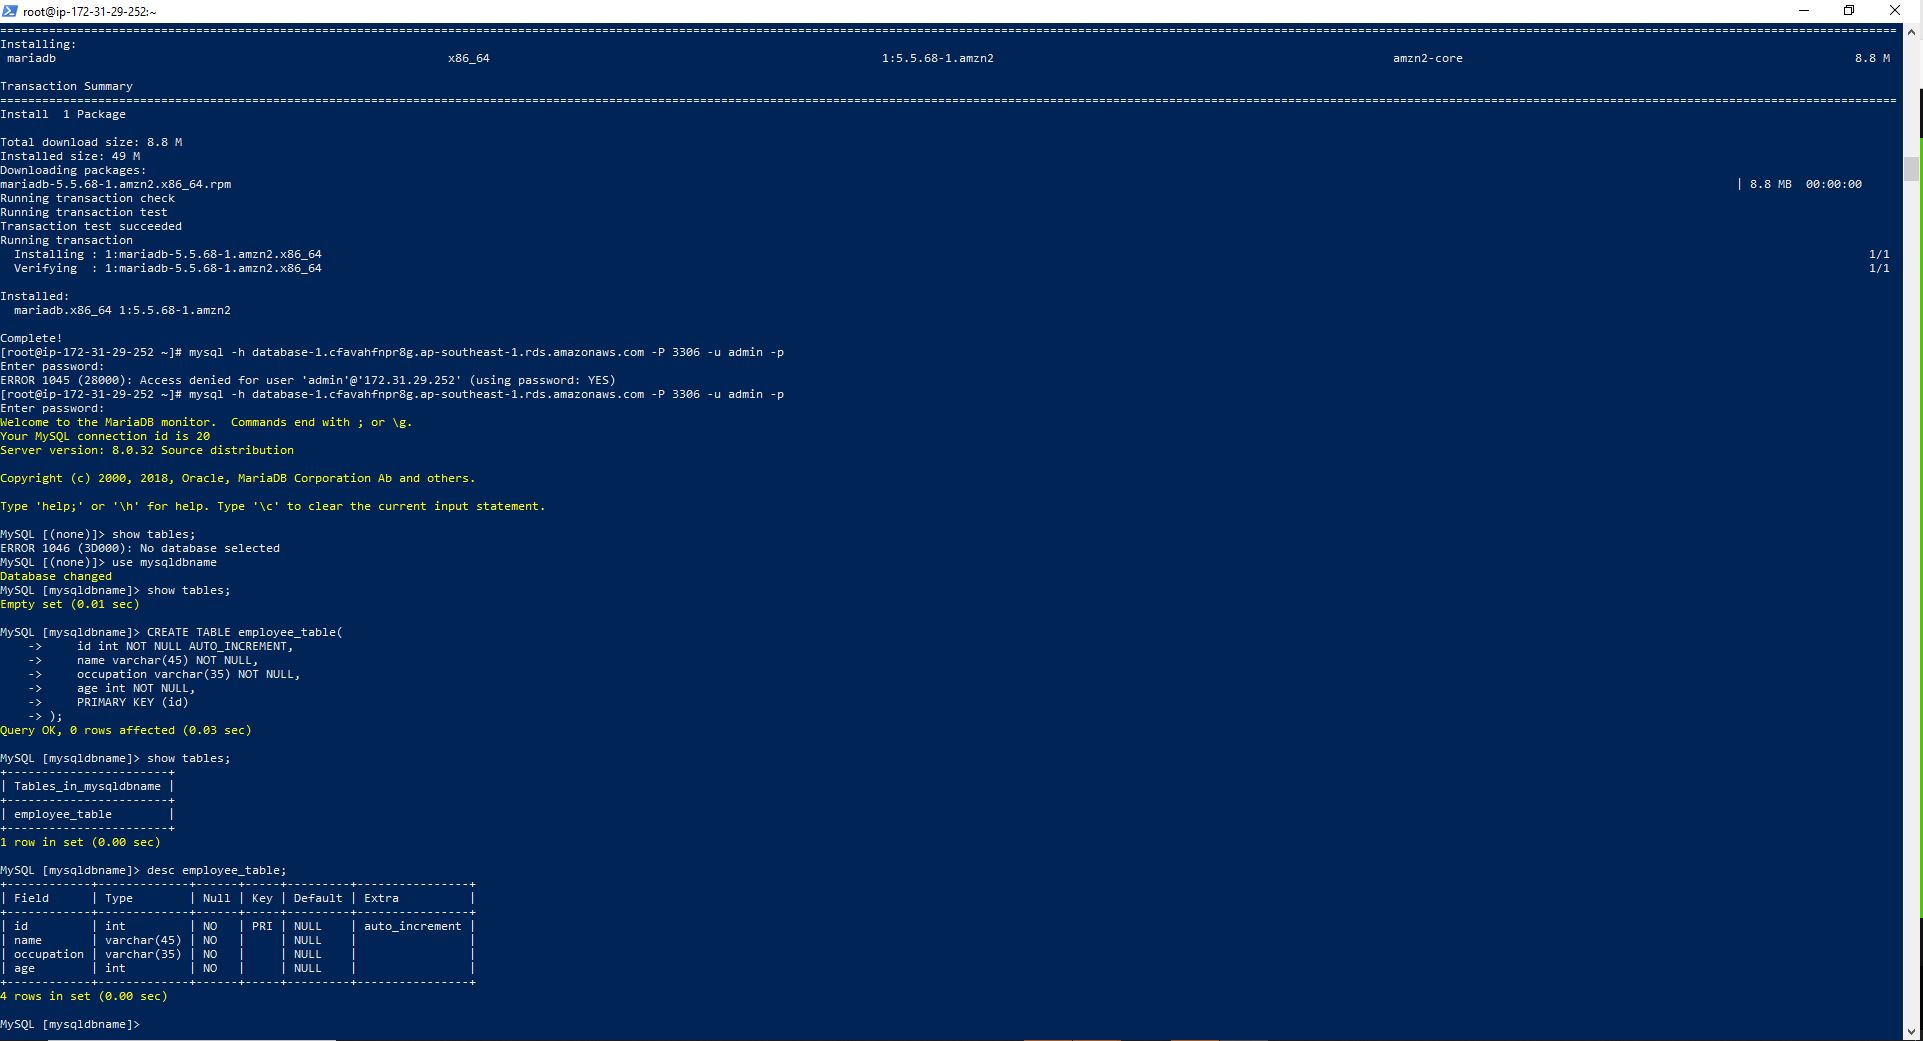 root@ip-172-31-29-252:~
================================================================================
Installing:
 mariadb x86_64 1:5.5.68-1.amzn2 amzn2-core 8.8 M
Transaction Summary
================================================================================
Install  1 Package
Total download size: 8.8 M
Installed size: 49 M
Downloading packages:
mariadb-5.5.68-1.amzn2.x86_64.rpm | 8.8 MB  00:00:00
Running transaction check
Running transaction test
Transaction test succeeded
Running transaction
  Installing : 1:mariadb-5.5.68-1.amzn2.x86_64 1/1
  Verifying  : 1:mariadb-5.5.68-1.amzn2.x86_64 1/1
Installed:
  mariadb.x86_64 1:5.5.68-1.amzn2
Complete!
[root@ip-172-31-29-252 ~]# mysql -h database-1.cfavahfnpr8g.ap-southeast-1.rds.amazonaws.com -P 3306 -u admin -p
Enter password:
ERROR 1045 (28000): Access denied for user 'admin'@'172.31.29.252' (using password: YES)
[root@ip-172-31-29-252 ~]# mysql -h database-1.cfavahfnpr8g.ap-southeast-1.rds.amazonaws.com -P 3306 -u admin -p
Enter password:
Welcome to the MariaDB monitor.  Commands end with ; or \g.
Your MySQL connection id is 20
Server version: 8.0.32 Source distribution
Copyright (c) 2000, 2018, Oracle, MariaDB Corporation Ab and others.
Type 'help;' or '\h' for help. Type '\c' to clear the current input statement.
MySQL [(none)]> show tables;
ERROR 1046 (3D000): No database selected
MySQL [(none)]> use mysqldbname
Database changed
MySQL [mysqldbname]> show tables;
Empty set (0.01 sec)
MySQL [mysqldbname]> CREATE TABLE employee_table(
    ->     id int NOT NULL AUTO_INCREMENT,
    ->     name varchar(45) NOT NULL,
    ->     occupation varchar(35) NOT NULL,
    ->     age int NOT NULL,
    ->     PRIMARY KEY (id)
    -> );
Query OK, 0 rows affected (0.03 sec)
MySQL [mysqldbname]> show tables;
+-----------------------+
| Tables_in_mysqldbname |
+-----------------------+
| employee_table        |
+-----------------------+
1 row in set (0.00 sec)
MySQL [mysqldbname]> desc employee_table;
+------------+-------------+------+-----+---------+----------------+
| Field      | Type        | Null | Key | Default | Extra          |
+------------+-------------+------+-----+---------+----------------+
| id         | int         | NO   | PRI | NULL    | auto_increment |
| name       | varchar(45) | NO   |     | NULL    |                |
| occupation | varchar(35) | NO   |     | NULL    |                |
| age        | int         | NO   |     | NULL    |                |
+------------+-------------+------+-----+---------+----------------+
4 rows in set (0.00 sec)
MySQL [mysqldbname]>